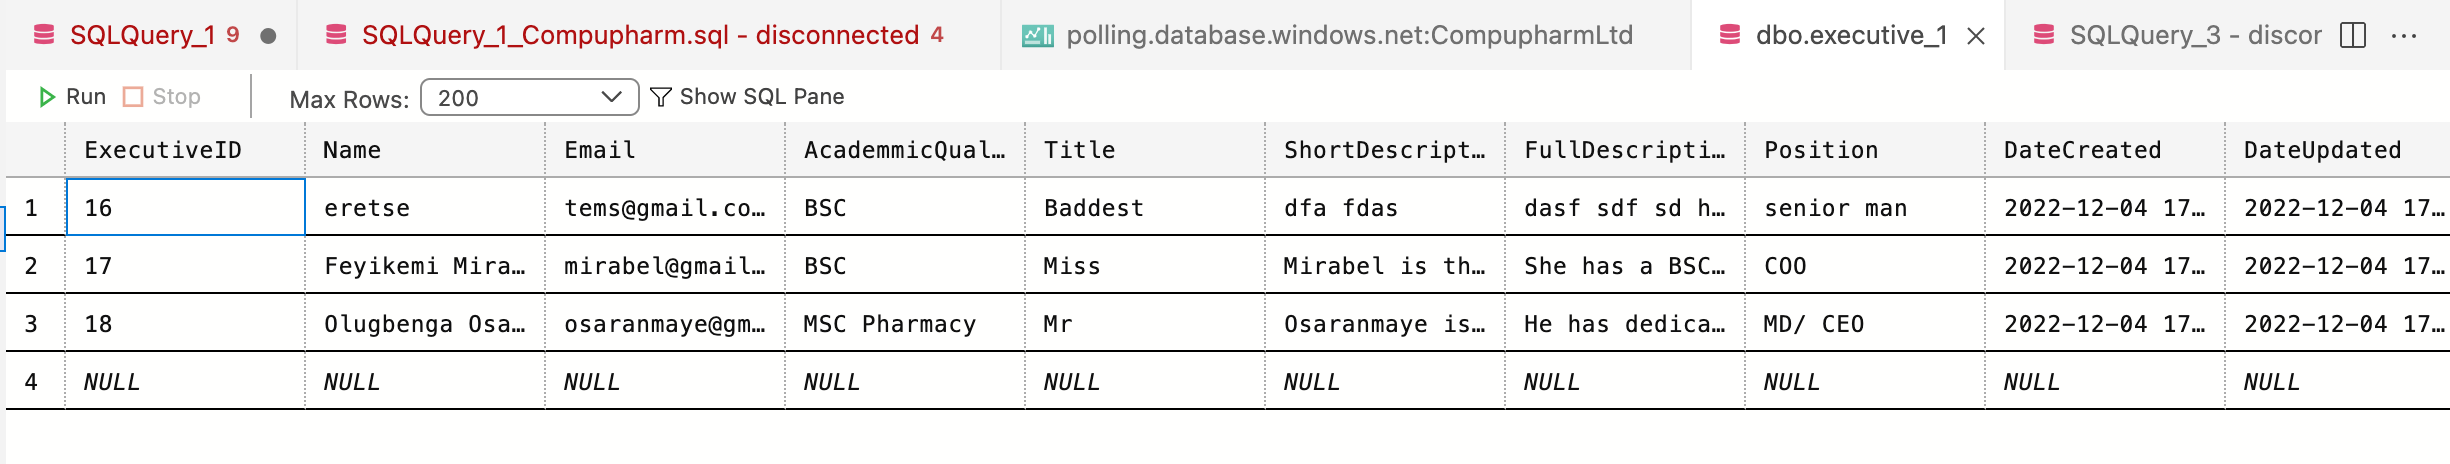 SQLQuery_1 9 SQLQuery_1_Compupharm.sql - disconnected 4 polling.database.windows.net:CompupharmLtd dbo.executive_1 SQLQuery_3 - discor
Run Stop Max Rows: 200 Show SQL Pane
ExecutiveID Name Email AcademmicQual… Title ShortDescript… FullDescripti… Position DateCreated DateUpdated
1 16 eretse tems@gmail.co… BSC Baddest dfa fdas dasf sdf sd h… senior man 2022-12-04 17… 2022-12-04 17…
2 17 Feyikemi Mira… mirabel@gmail… BSC Miss Mirabel is th… She has a BSC… COO 2022-12-04 17… 2022-12-04 17…
3 18 Olugbenga Osa… osaranmaye@gm… MSC Pharmacy Mr Osaranmaye is… He has dedica… MD/ CEO 2022-12-04 17… 2022-12-04 17…
4 NULL NULL NULL NULL NULL NULL NULL NULL NULL NULL